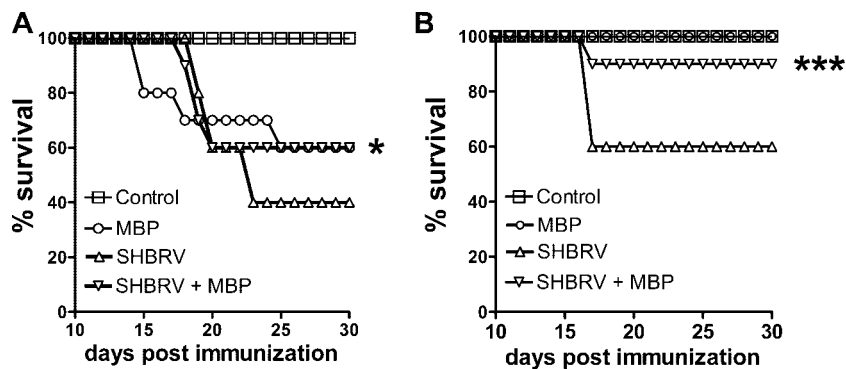 A
% survival
100
80
60
40
20
0
Control
MBP
SHBRV
SHBRV + MBP
*
10 15 20 25 30
days post immunization
B
% survival
100
80
60
40
20
0
Control
MBP
SHBRV
SHBRV + MBP
***
10 15 20 25 30
days post immunization